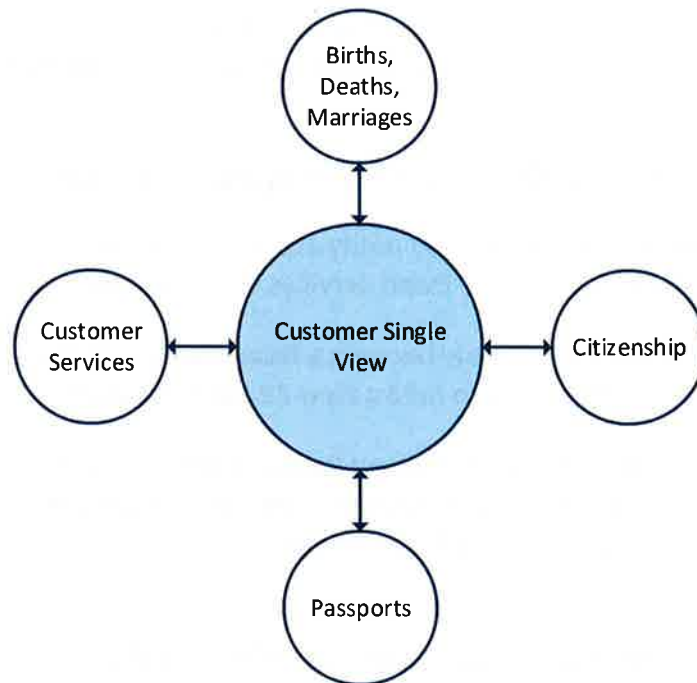 Births,
Deaths,
Marriages
Customer
Services
Customer Single
View
Citizenship
Passports